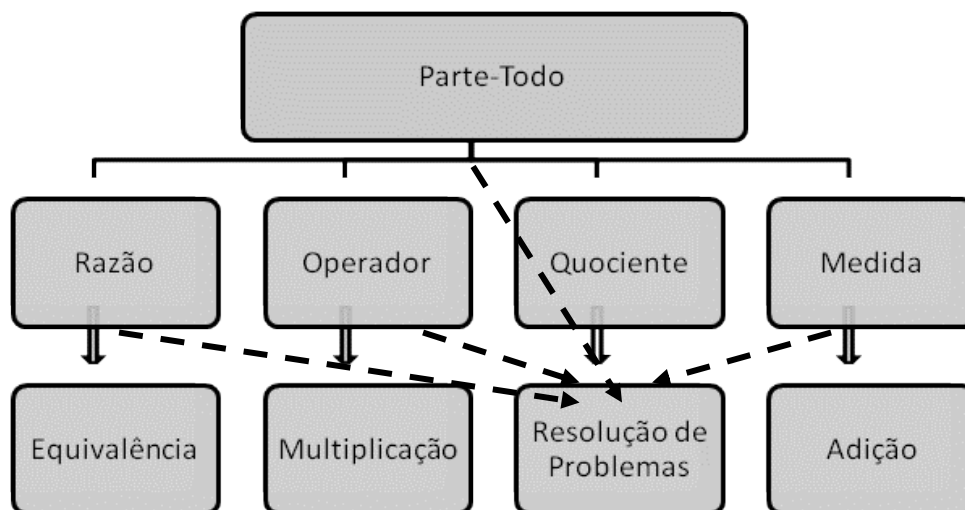 Parte-Todo
Razão
Operador
Quociente
Medida
Equivalência
Multiplicação
Resolução de
Problemas
Adição